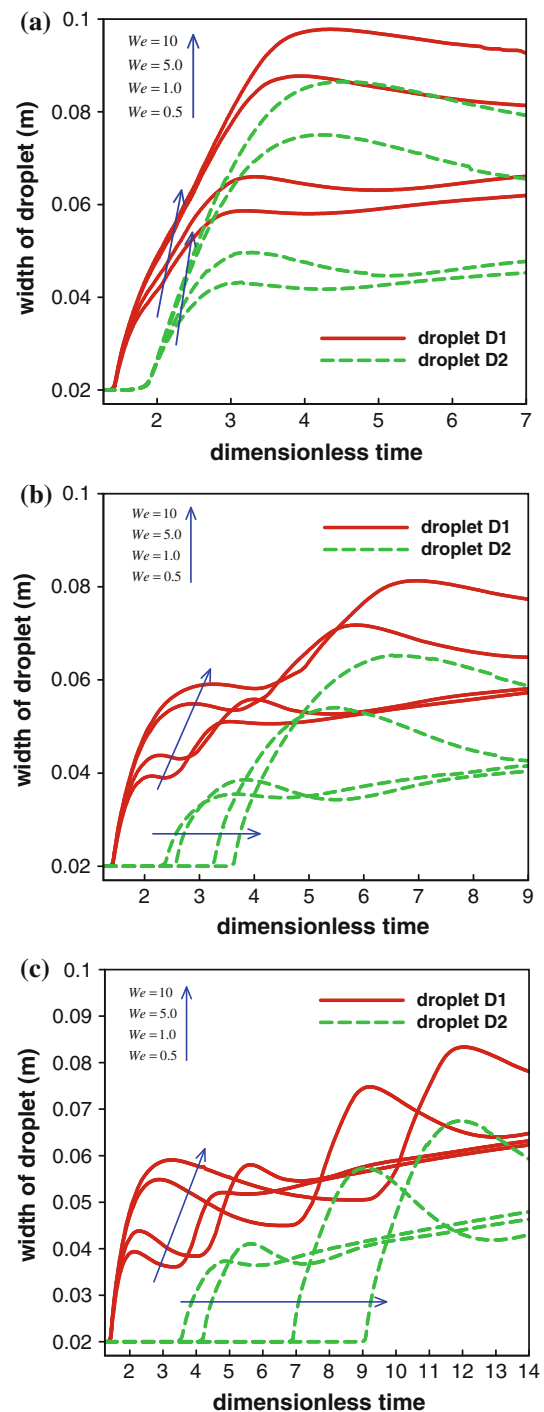 (a)
0.1
We = 10
We = 5.0
We = 1.0
We = 0.5
0.08
0.06
0.04
0.02
width of droplet (m)
droplet D1
droplet D2
2 3 4 5 6 7
dimensionless time
(b)
0.1
We = 10
We = 5.0
We = 1.0
We = 0.5
droplet D1
droplet D2
0.08
0.06
0.04
0.02
width of droplet (m)
2 3 4 5 6 7 8 9
dimensionless time
(c)
0.1
We = 10
We = 5.0
We = 1.0
We = 0.5
droplet D1
droplet D2
0.09
0.08
0.07
0.06
0.05
0.04
0.03
0.02
width of droplet (m)
2 3 4 5 6 7 8 9 10 11 12 13 14
dimensionless time